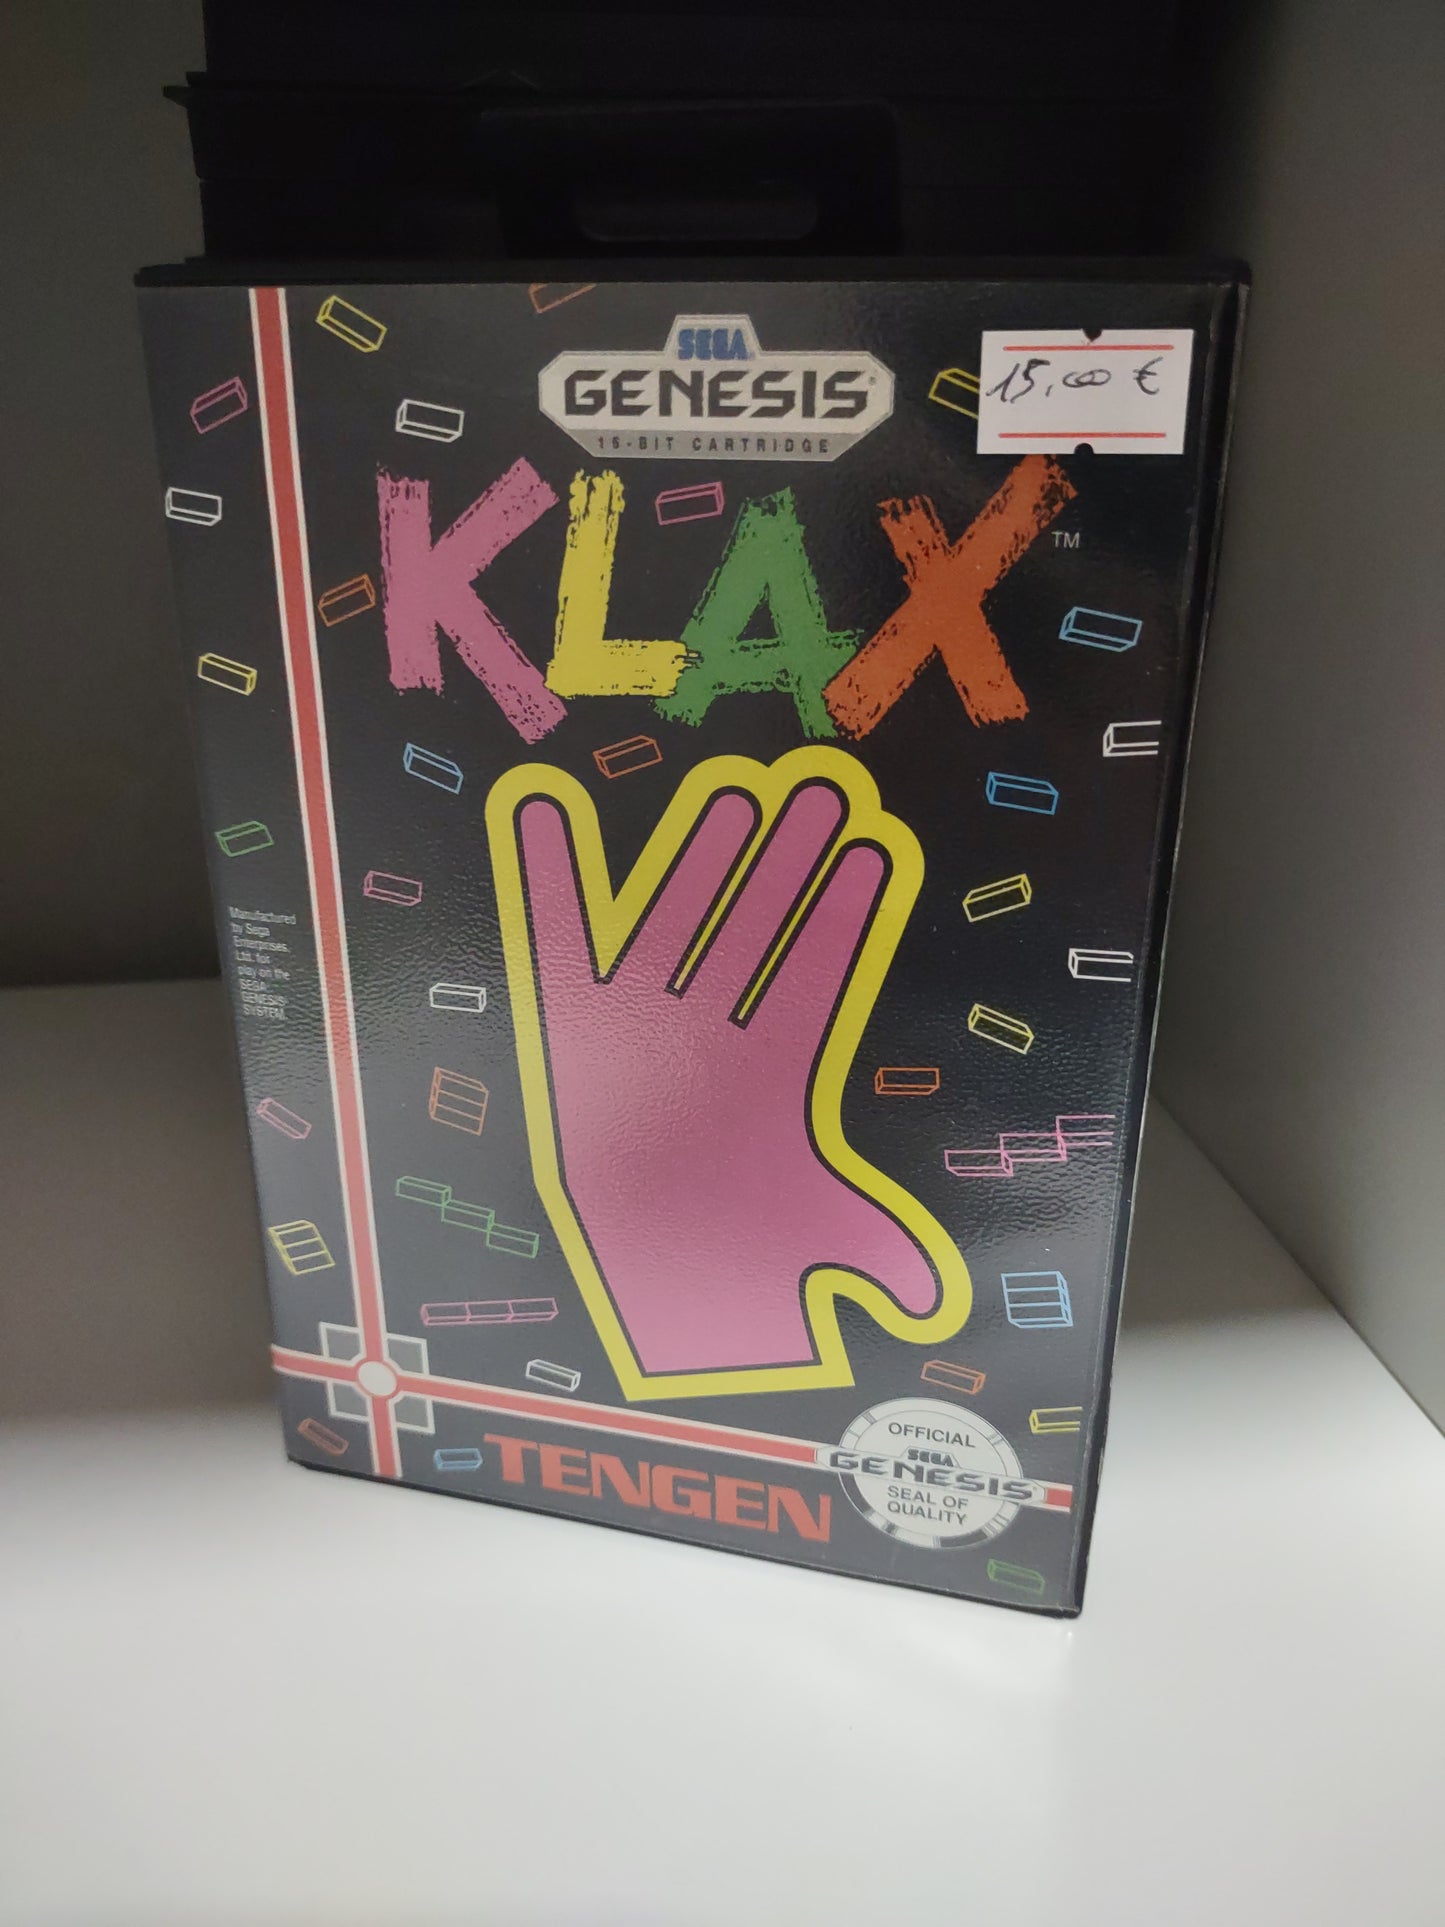 SEGA
GENESIS
16-BIT CARTRIDGE
15,00 €
KLAX
TM
Manufactured
by Sega
Enterprises,
Ltd. for
play on the
SEGA
GENESIS
SYSTEM.
TENGEN
OFFICIAL
SEGA
GENESIS
SEAL OF
QUALITY